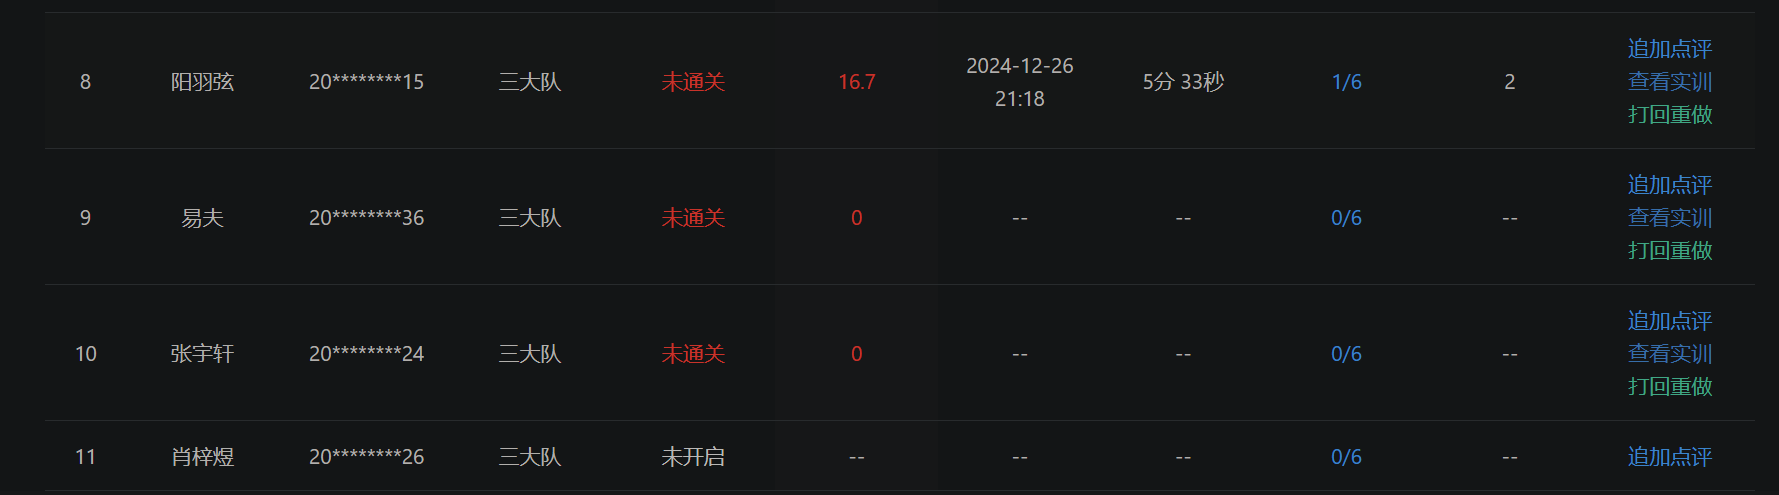 8 阳羽弦 20********15 三大队 未通关 16.7 2024-12-26 21:18 5分 33秒 1/6 2 追加点评 查看实训 打回重做
9 易夫 20********36 三大队 未通关 0 -- -- 0/6 -- 追加点评 查看实训 打回重做
10 张宇轩 20********24 三大队 未通关 0 -- -- 0/6 -- 追加点评 查看实训 打回重做
11 肖梓煜 20********26 三大队 未开启 -- -- -- 0/6 -- 追加点评